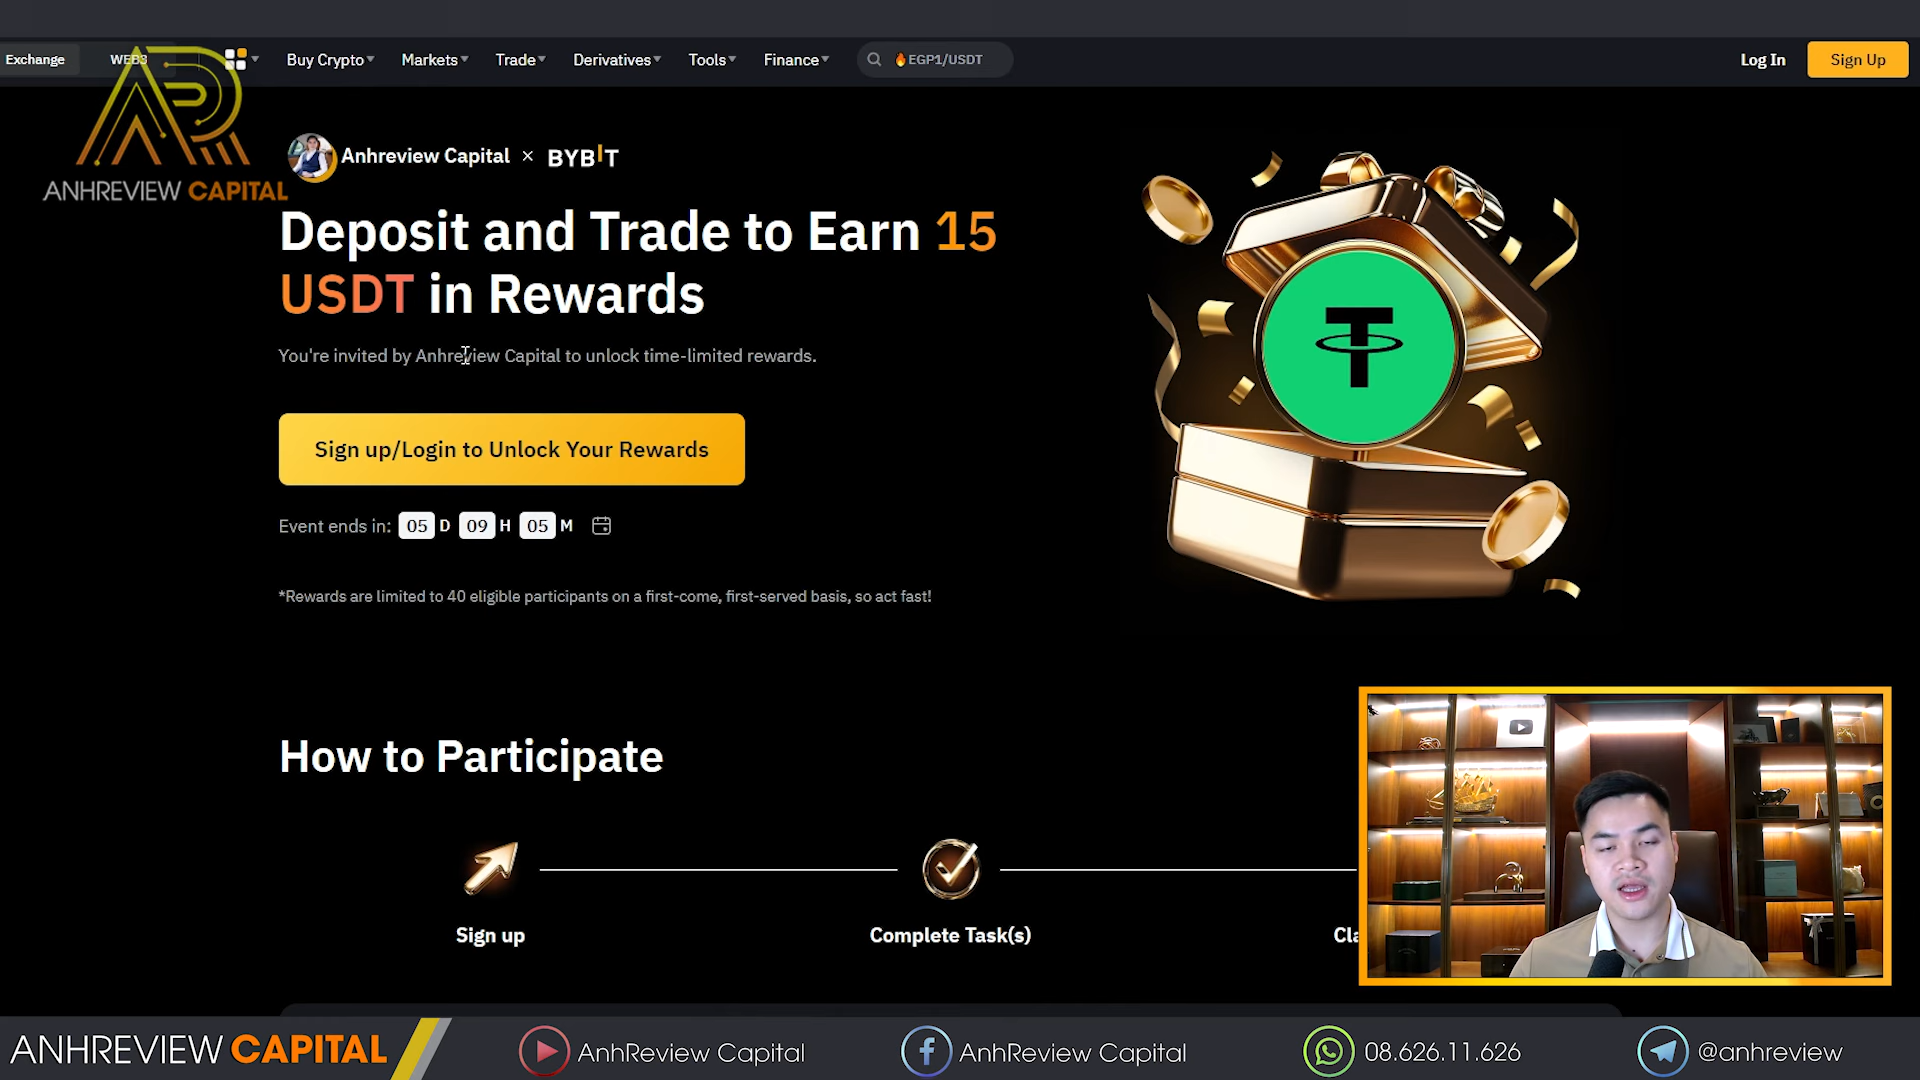 Exchange
WEB3
Buy Crypto
Markets
Trade
Derivatives
Tools
Finance
EGP1/USDT
Log In
Sign Up
ANHREVIEW CAPITAL
Anhreview Capital × BYBIT
Deposit and Trade to Earn 15
USDT in Rewards
You're invited by Anhreview Capital to unlock time-limited rewards.
Sign up/Login to Unlock Your Rewards
Event ends in: 05 D 09 H 05 M
*Rewards are limited to 40 eligible participants on a first-come, first-served basis, so act fast!
How to Participate
Sign up
Complete Task(s)
Cla
ANHREVIEW CAPITAL
AnhReview Capital
AnhReview Capital
08.626.11.626
@anhreview